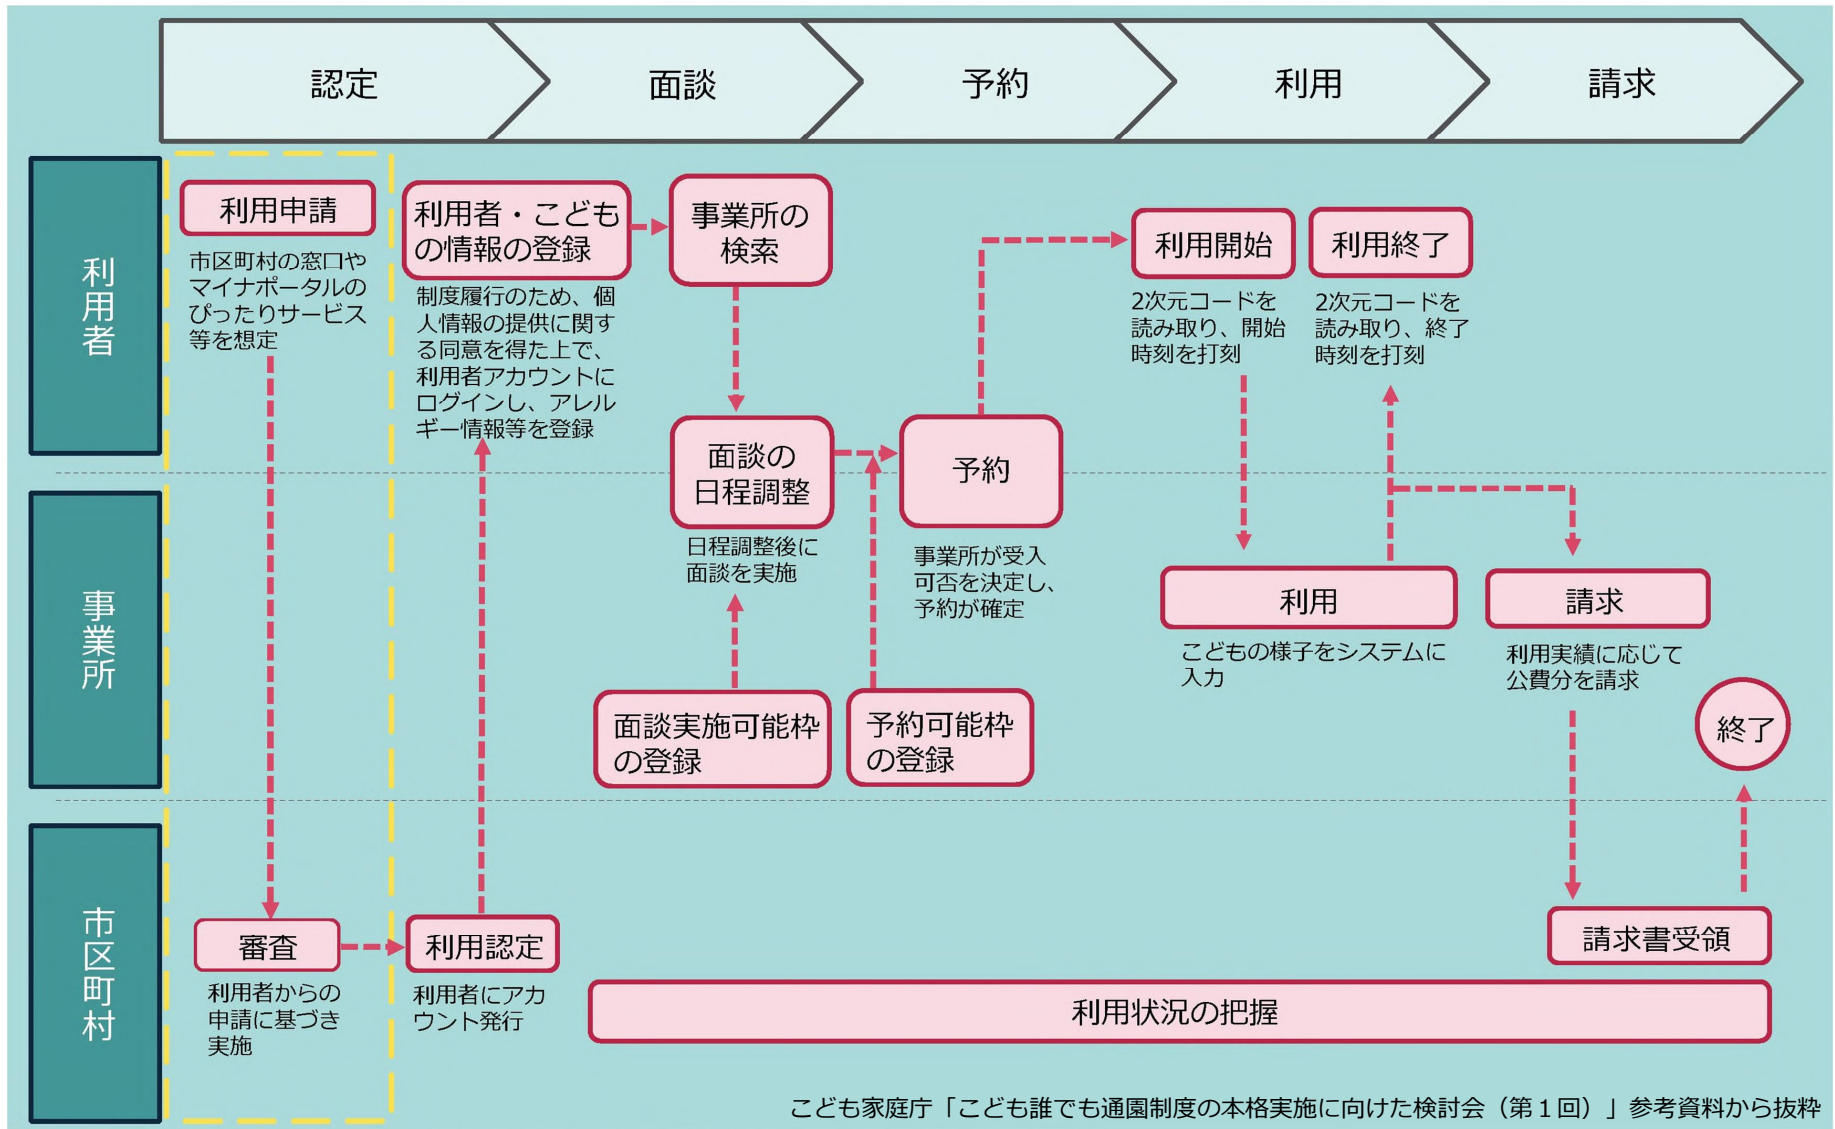 認定
面談
予約
利用
請求
利用者
利用申請
市区町村の窓口や
マイナポータルの
ぴったりサービス
等を想定
利用者・こども
の情報の登録
制度履行のため、個
人情報の提供に関す
る同意を得た上で、
利用者アカウントに
ログインし、アレル
ギー情報等を登録
事業所の
検索
面談の
日程調整
日程調整後に
面談を実施
予約
事業所が受入
可否を決定し、
予約が確定
利用開始
2次元コードを
読み取り、開始
時刻を打刻
利用終了
2次元コードを
読み取り、終了
時刻を打刻
事業所
面談実施可能枠
の登録
予約可能枠
の登録
利用
こどもの様子をシステムに
入力
請求
利用実績に応じて
公費分を請求
終了
市区町村
審査
利用者からの
申請に基づき
実施
利用認定
利用者にアカ
ウント発行
請求書受領
利用状況の把握
こども家庭庁「こども誰でも通園制度の本格実施に向けた検討会（第１回）」参考資料から抜粋